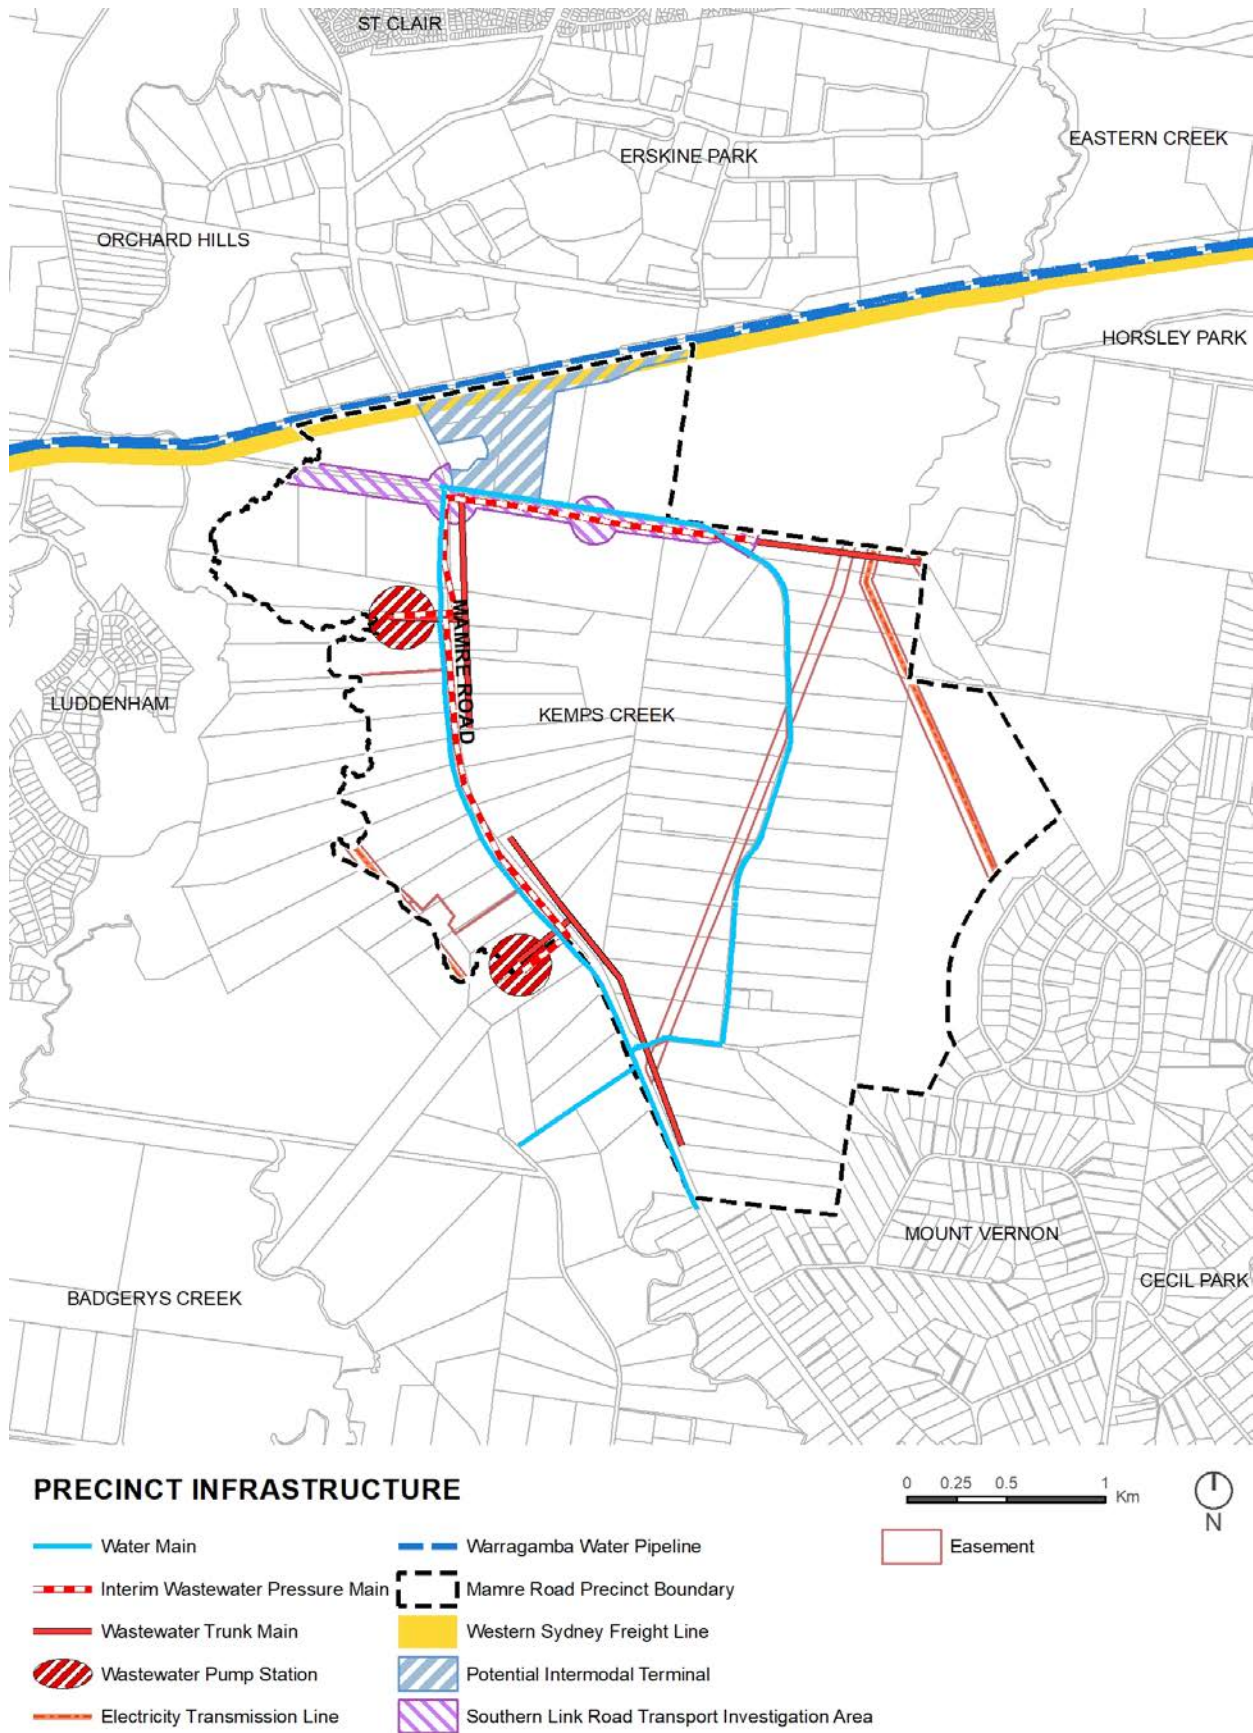 ST CLAIR
EASTERN CREEK
ERSKINE PARK
ORCHARD HILLS
HORSLEY PARK
MAMRE ROAD
LUDDENHAM
KEMPS CREEK
MOUNT VERNON
CECIL PARK
BADGERYS CREEK
PRECINCT INFRASTRUCTURE
0 0.25 0.5 1 Km
N
Water Main
Interim Wastewater Pressure Main
Wastewater Trunk Main
Wastewater Pump Station
Electricity Transmission Line
Warragamba Water Pipeline
Mamre Road Precinct Boundary
Western Sydney Freight Line
Potential Intermodal Terminal
Southern Link Road Transport Investigation Area
Easement